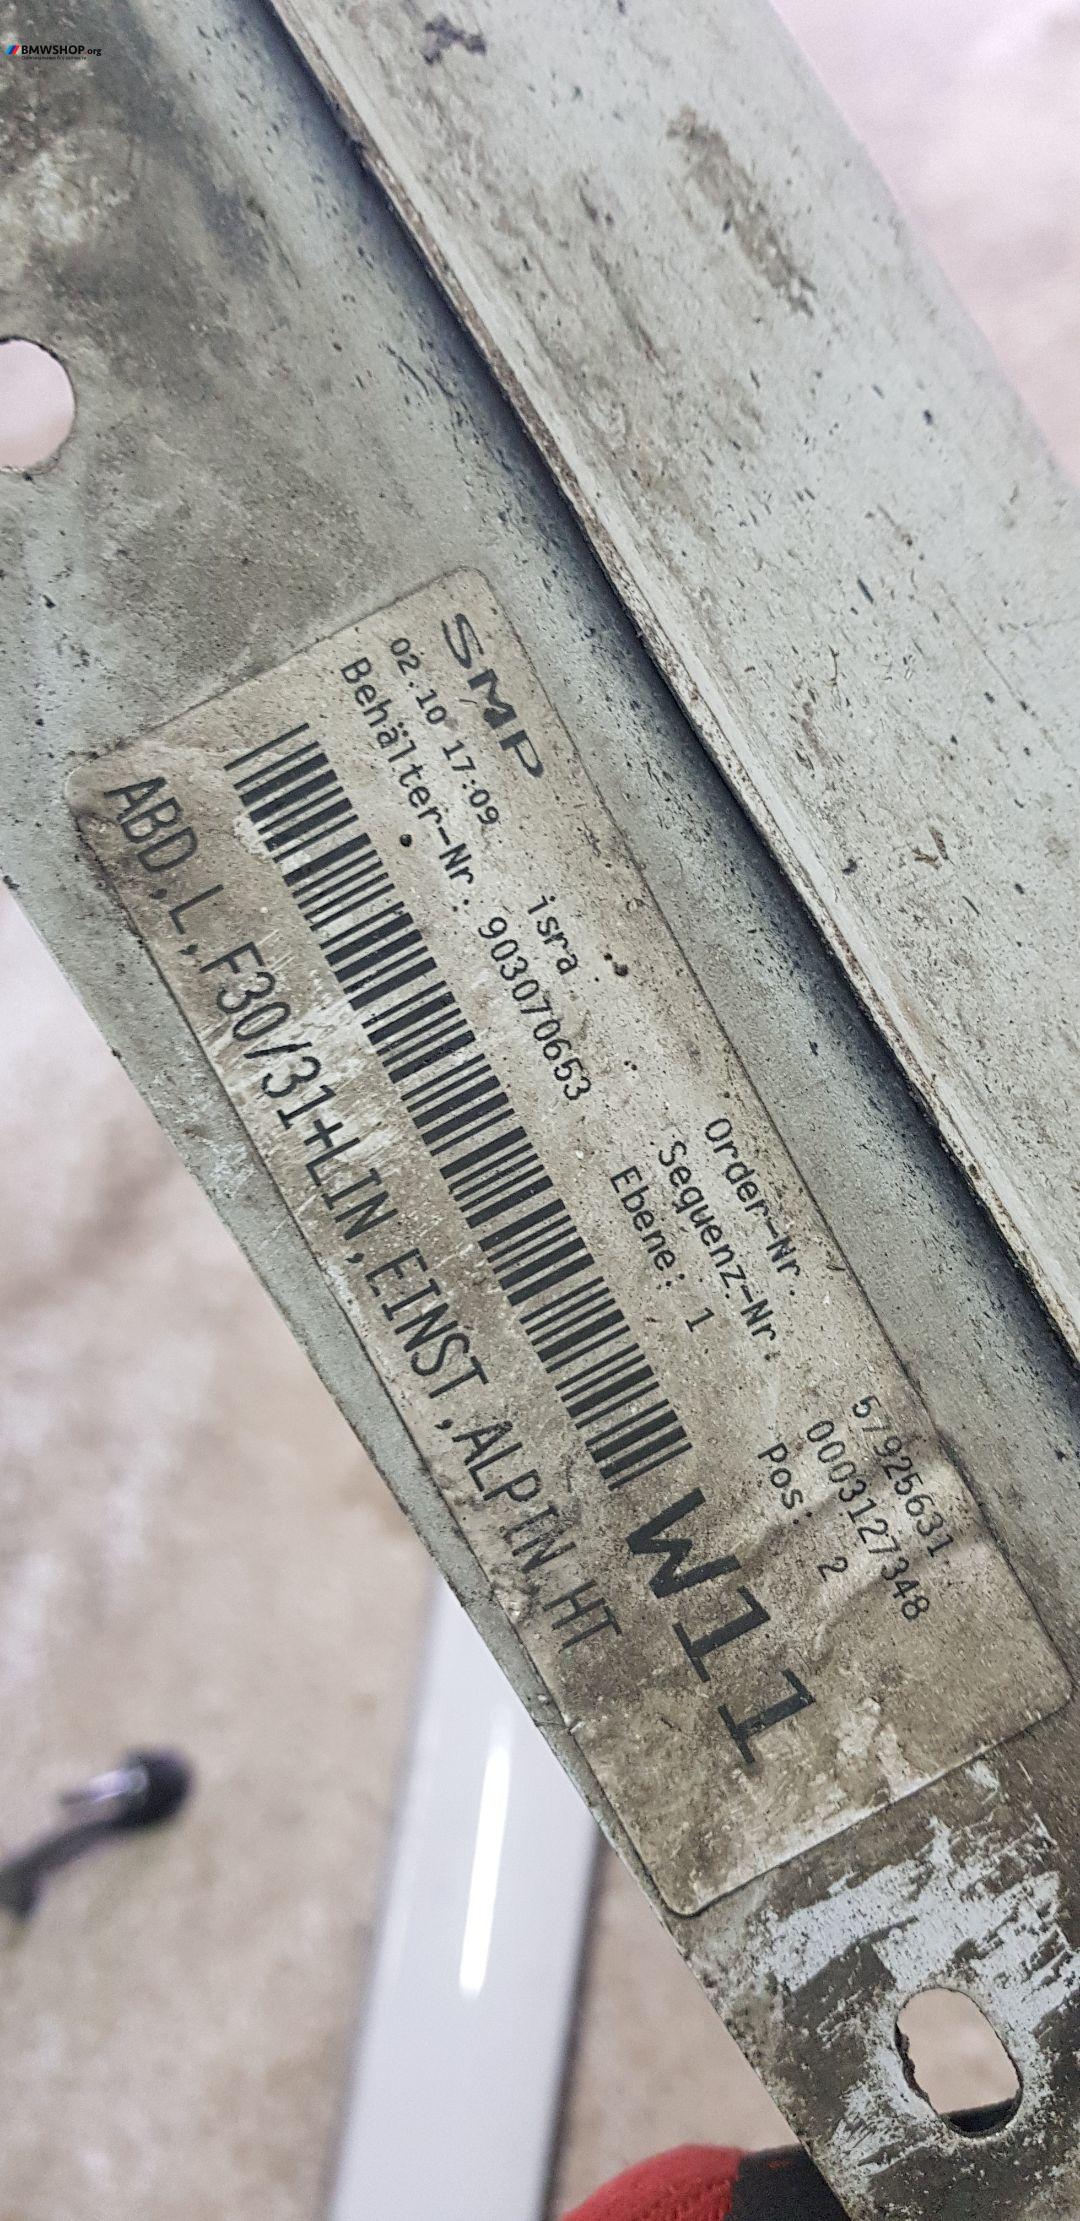 BMWSHOP.org
SMP
02.10 17:09 isra
Order-Nr. 57925631
Sequenz-Nr. 0003127348
Behälter-Nr. 903070653 Ebene: 1 Pos: 2
W11
ABD,L,F30/31+LIN,EINST,ALPIN,HT